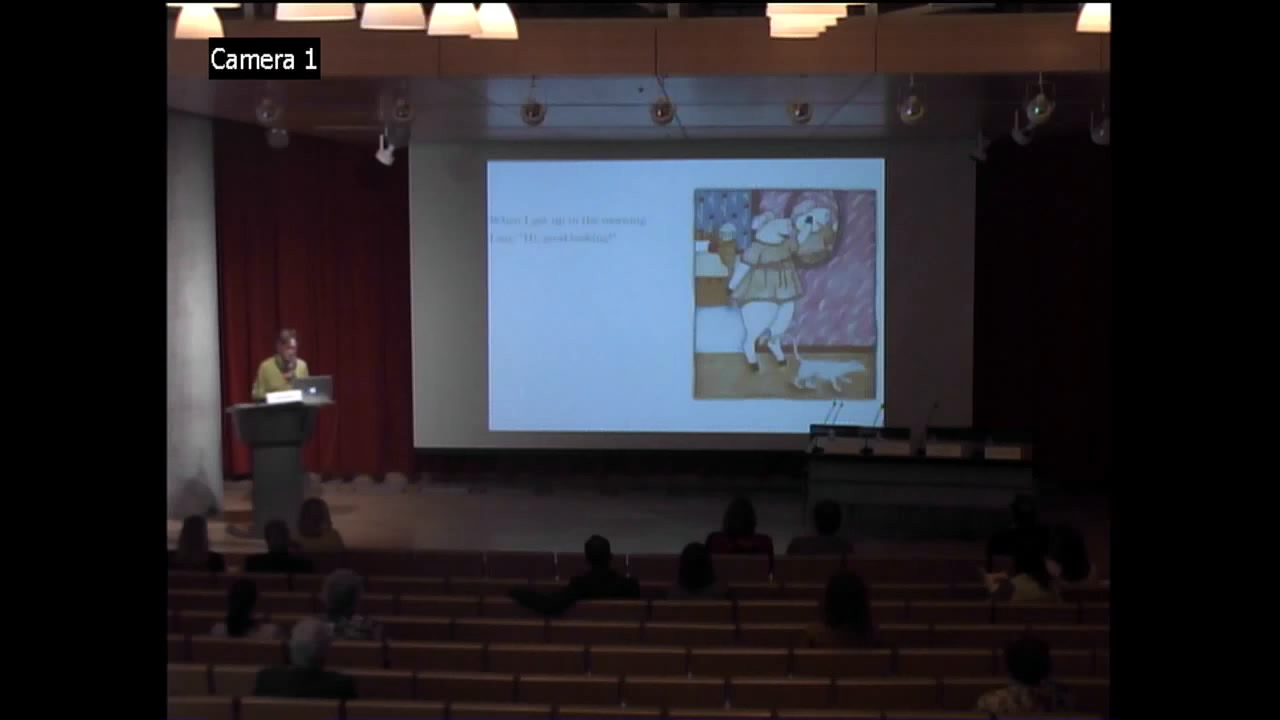 Camera 1
When I get up in the morning
I say, "Hi, good-looking!"